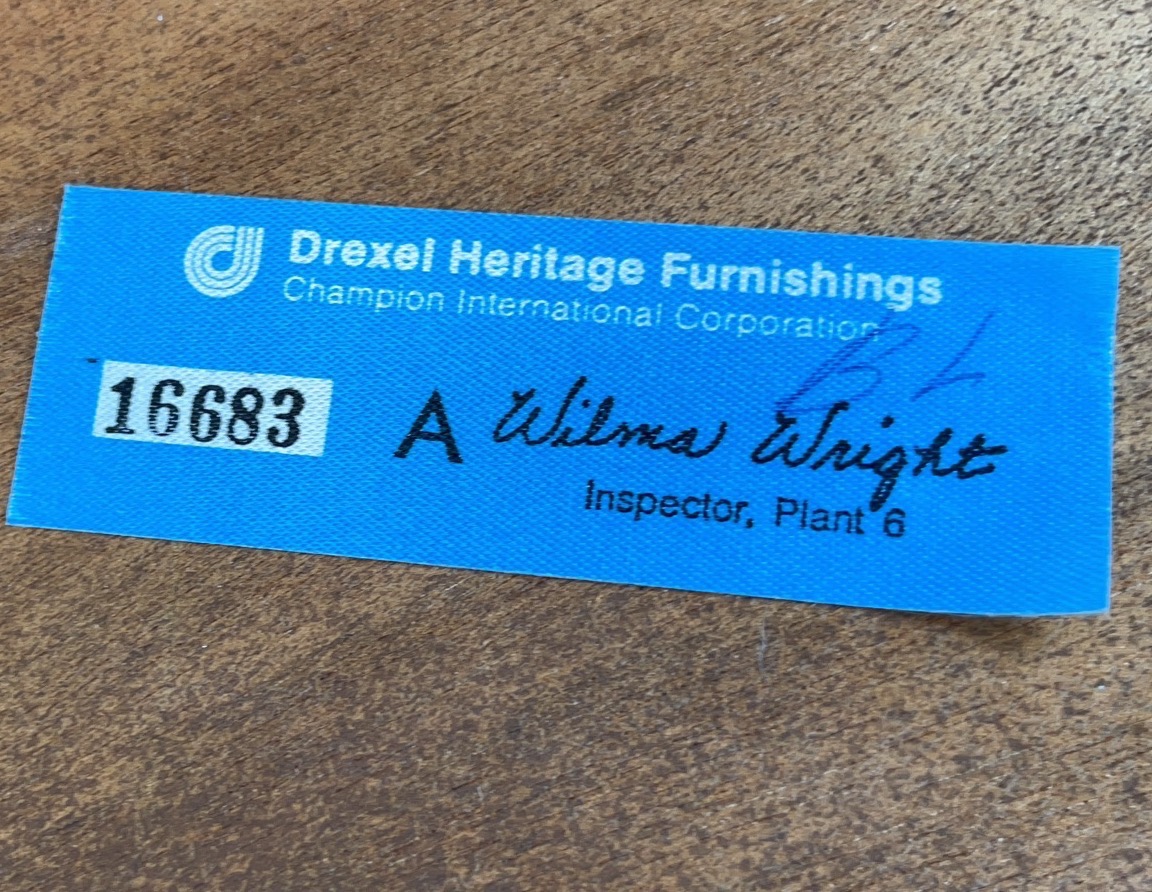 Drexel Heritage Furnishings
Champion International Corporation
B L
16683 A Wilma Wright
Inspector, Plant 6